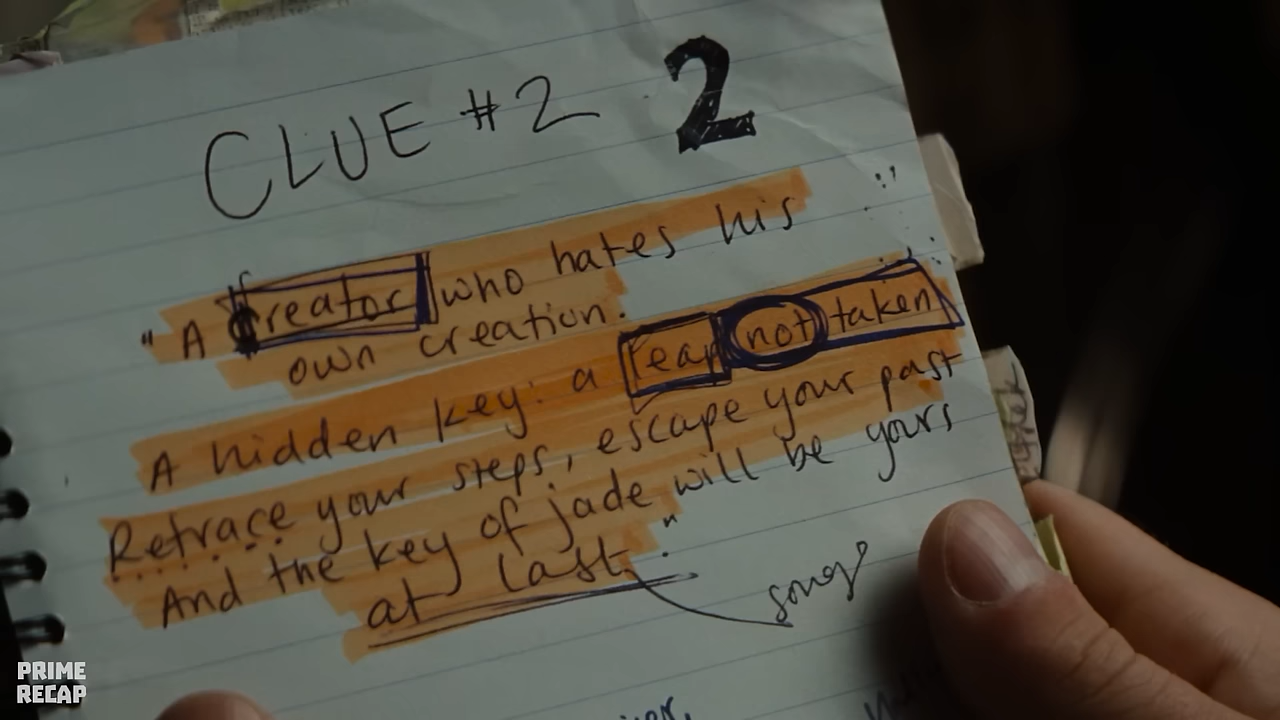 CLUE #2 2
"A Creator who hates his
own creation.
A hidden key: a leap not taken
Retrace your steps, escape your past
And the key of jade will be yours
at last."
song?
PRIME
RECAP